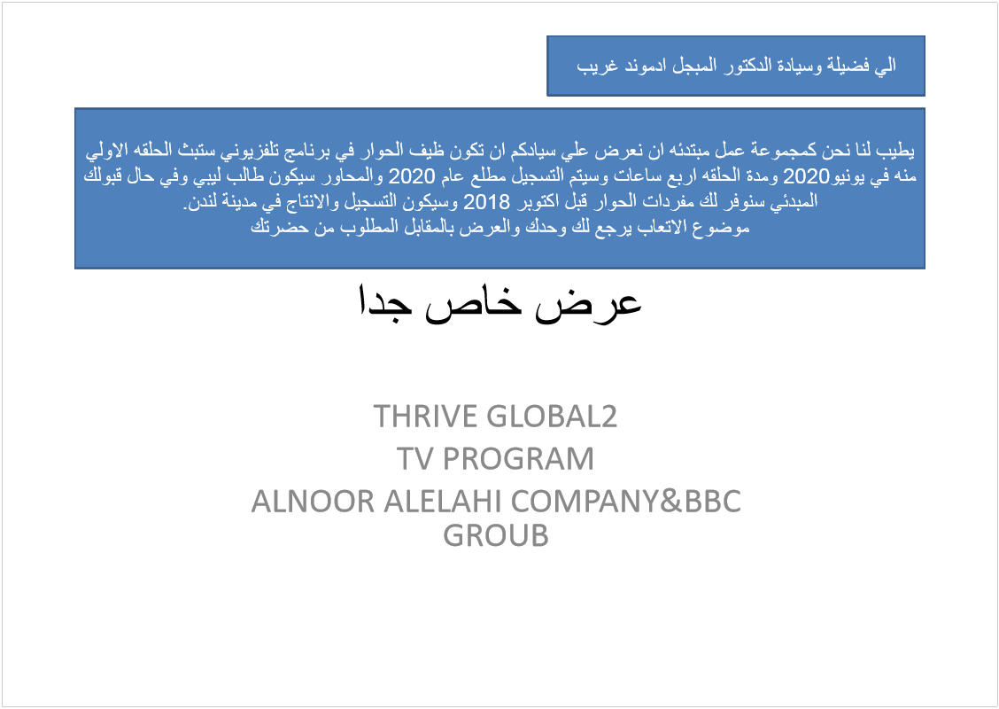 الي فضيلة وسيادة الدكتور المبجل ادموند غريب
يطيب لنا نحن كمجموعة عمل مبتدئه ان نعرض علي سيادكم ان تكون ظيف الحوار في برنامج تلفزيوني ستبث الحلقه الاولي
منه في يونيو2020 ومدة الحلقه اربع ساعات وسيتم التسجيل مطلع عام 2020 والمحاور سيكون طالب ليبي وفي حال قبولك
المبدئي سنوفر لك مفردات الحوار قبل اكتوبر 2018 وسيكون التسجيل والانتاج في مدينة لندن.
موضوع الاتعاب يرجع لك وحدك والعرض بالمقابل المطلوب من حضرتك
عرض خاص جدا
THRIVE GLOBAL2
TV PROGRAM
ALNOOR ALELAHI COMPANY&BBC
GROUB